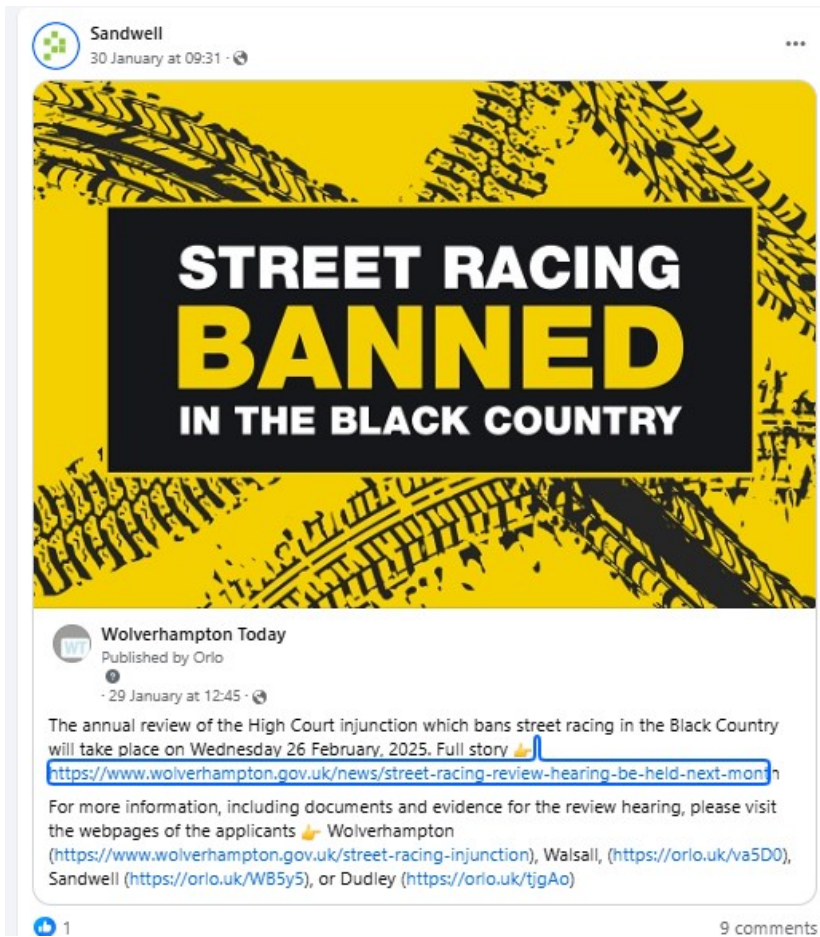 Sandwell
30 January at 09:31 ·
STREET RACING
BANNED
IN THE BLACK COUNTRY
WT
Wolverhampton Today
Published by Orlo
· 29 January at 12:45 ·
The annual review of the High Court injunction which bans street racing in the Black Country
will take place on Wednesday 26 February, 2025. Full story 👉
https://www.wolverhampton.gov.uk/news/street-racing-review-hearing-be-held-next-month
For more information, including documents and evidence for the review hearing, please visit
the webpages of the applicants 👉 Wolverhampton
(https://www.wolverhampton.gov.uk/street-racing-injunction), Walsall, (https://orlo.uk/va5D0),
Sandwell (https://orlo.uk/WB5y5), or Dudley (https://orlo.uk/tjgAo)
1
9 comments